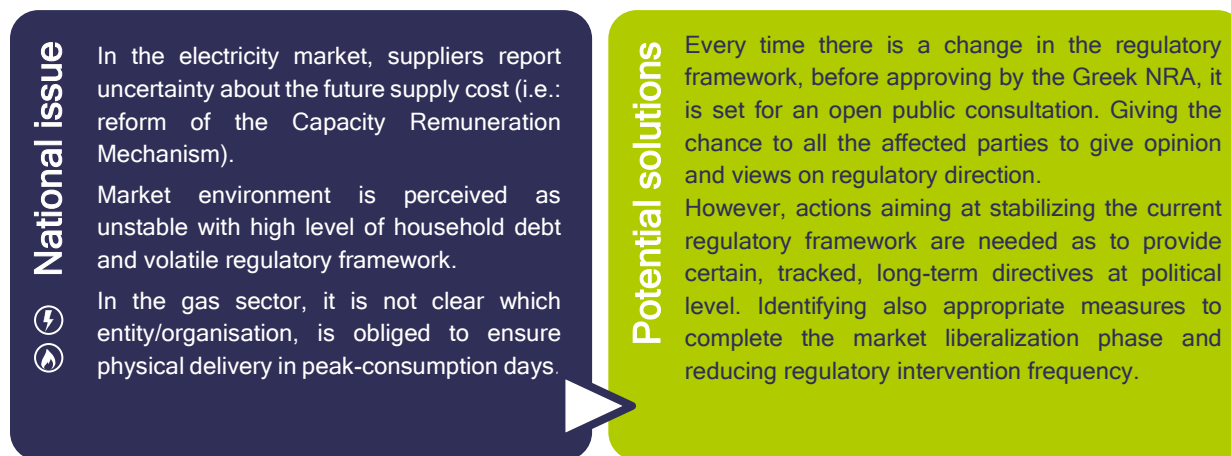 National issue
In the electricity market, suppliers report
uncertainty about the future supply cost (i.e.:
reform of the Capacity Remuneration
Mechanism).
Market environment is perceived as
unstable with high level of household debt
and volatile regulatory framework.
In the gas sector, it is not clear which
entity/organisation, is obliged to ensure
physical delivery in peak-consumption days.
Potential solutions
Every time there is a change in the regulatory
framework, before approving by the Greek NRA, it
is set for an open public consultation. Giving the
chance to all the affected parties to give opinion
and views on regulatory direction.
However, actions aiming at stabilizing the current
regulatory framework are needed as to provide
certain, tracked, long-term directives at political
level. Identifying also appropriate measures to
complete the market liberalization phase and
reducing regulatory intervention frequency.